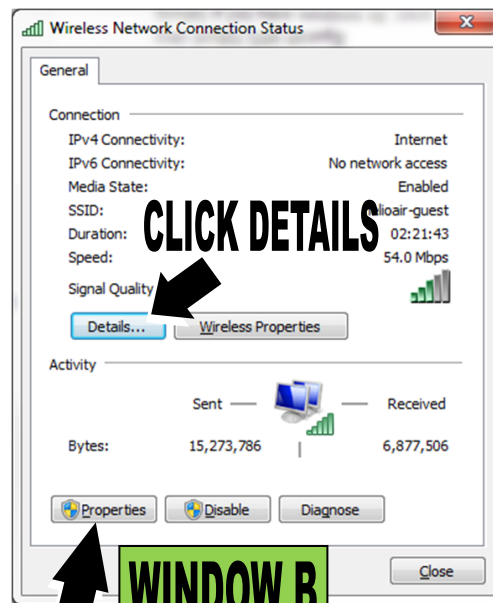 Wireless Network Connection Status
General
Connection
IPv4 Connectivity: Internet
IPv6 Connectivity: No network access
Media State: Enabled
SSID: lioair-guest
CLICK DETAILS
Duration: 02:21:43
Speed: 54.0 Mbps
Signal Quality
Details... Wireless Properties
Activity
Sent Received
Bytes: 15,273,786 6,877,506
Properties Disable Diagnose
WINDOW B
Close